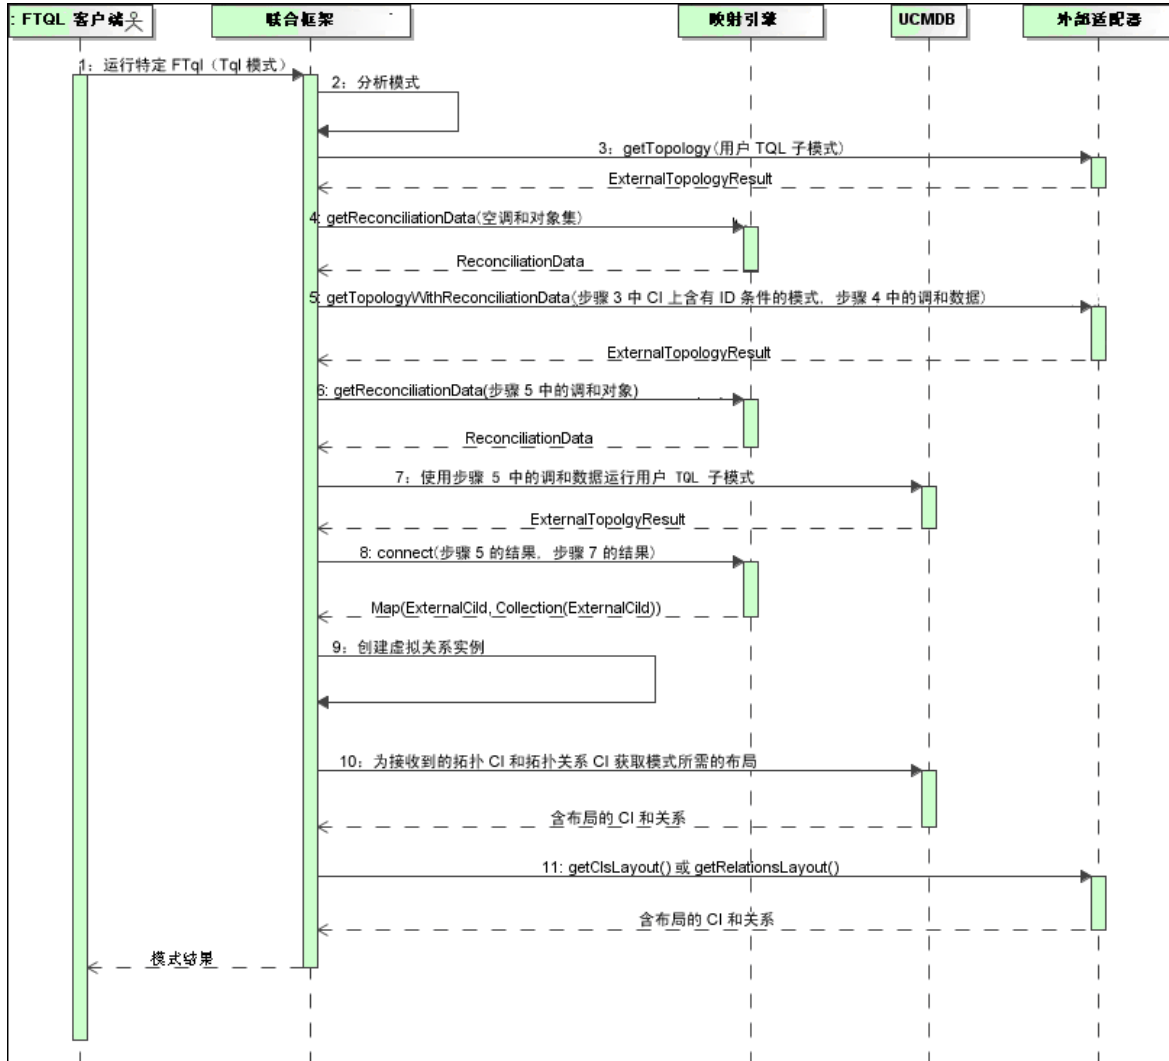 : FTQL 客户端
联合框架
映射引擎
UCMDB
外部适配器
1：运行特定 FTql（Tql 模式）
2：分析模式
3：getTopology(用户 TQL 子模式)
ExternalTopologyResult
4: getReconciliationData(空调和对象集)
ReconciliationData
5: getTopologyWithReconciliationData(步骤 3 中 CI 上含有 ID 条件的模式，步骤 4 中的调和数据)
ExternalTopologyResult
6: getReconciliationData(步骤 5 中的调和对象)
ReconciliationData
7：使用步骤 5 中的调和数据运行用户 TQL 子模式
ExternalTopolgyResult
8: connect(步骤 5 的结果，步骤 7 的结果)
Map(ExternalCiId, Collection(ExternalCiId))
9：创建虚拟关系实例
10：为接收到的拓扑 CI 和拓扑关系 CI 获取模式所需的布局
含布局的 CI 和关系
11: getCIsLayout() 或 getRelationsLayout()
含布局的 CI 和关系
模式结果